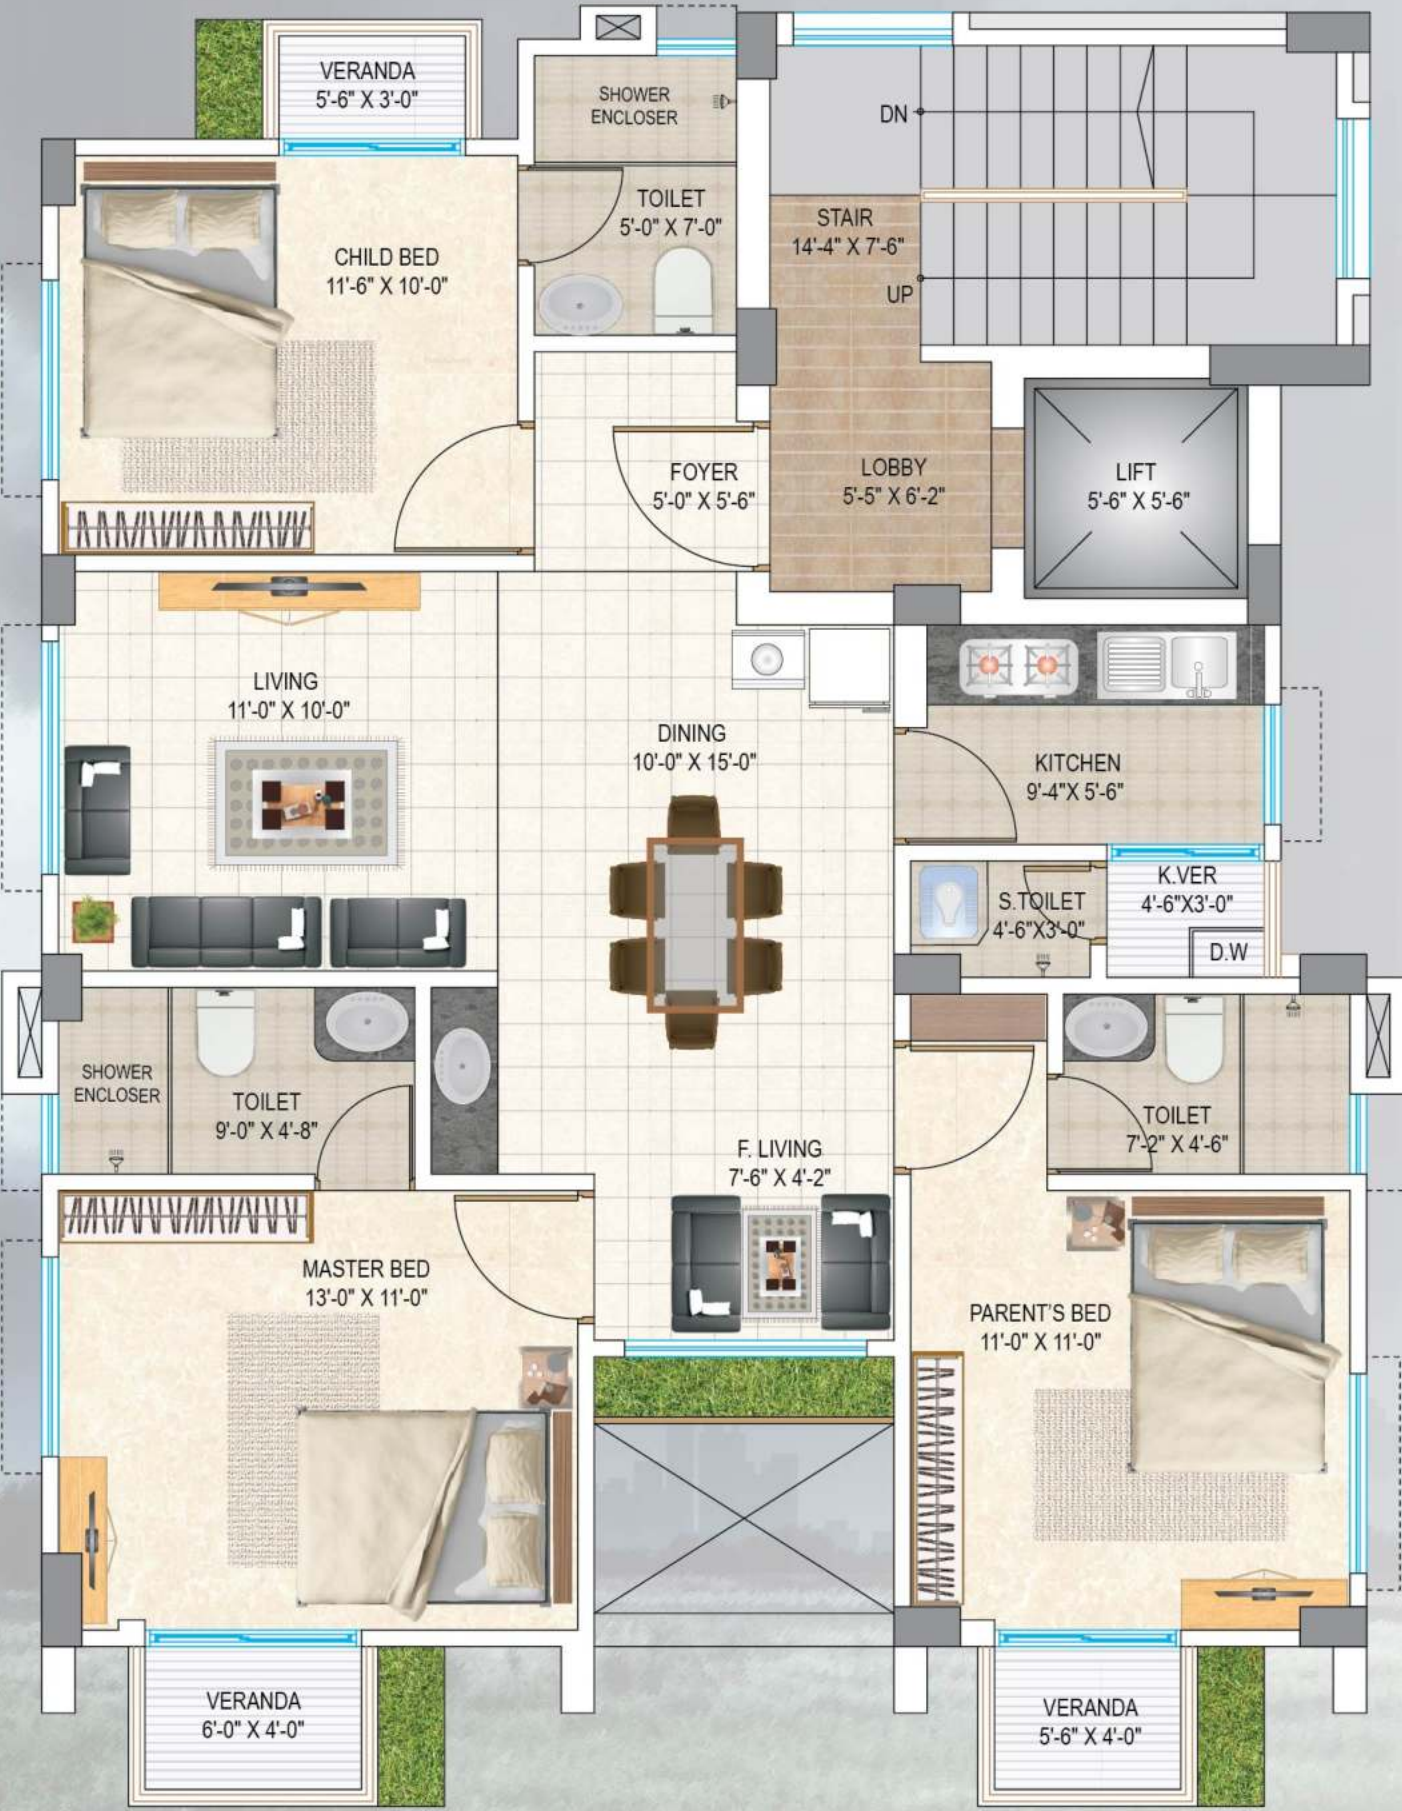 VERANDA
5'-6" X 3'-0"
SHOWER
ENCLOSER
DN
TOILET
5'-0" X 7'-0"
STAIR
14'-4" X 7'-6"
UP
CHILD BED
11'-6" X 10'-0"
FOYER
5'-0" X 5'-6"
LOBBY
5'-5" X 6'-2"
LIFT
5'-6" X 5'-6"
LIVING
11'-0" X 10'-0"
DINING
10'-0" X 15'-0"
KITCHEN
9'-4"X 5'-6"
S.TOILET
4'-6"X3'-0"
K.VER
4'-6"X3'-0"
D.W
SHOWER
ENCLOSER
TOILET
9'-0" X 4'-8"
TOILET
7'-2" X 4'-6"
F. LIVING
7'-6" X 4'-2"
MASTER BED
13'-0" X 11'-0"
PARENT'S BED
11'-0" X 11'-0"
VERANDA
6'-0" X 4'-0"
VERANDA
5'-6" X 4'-0"